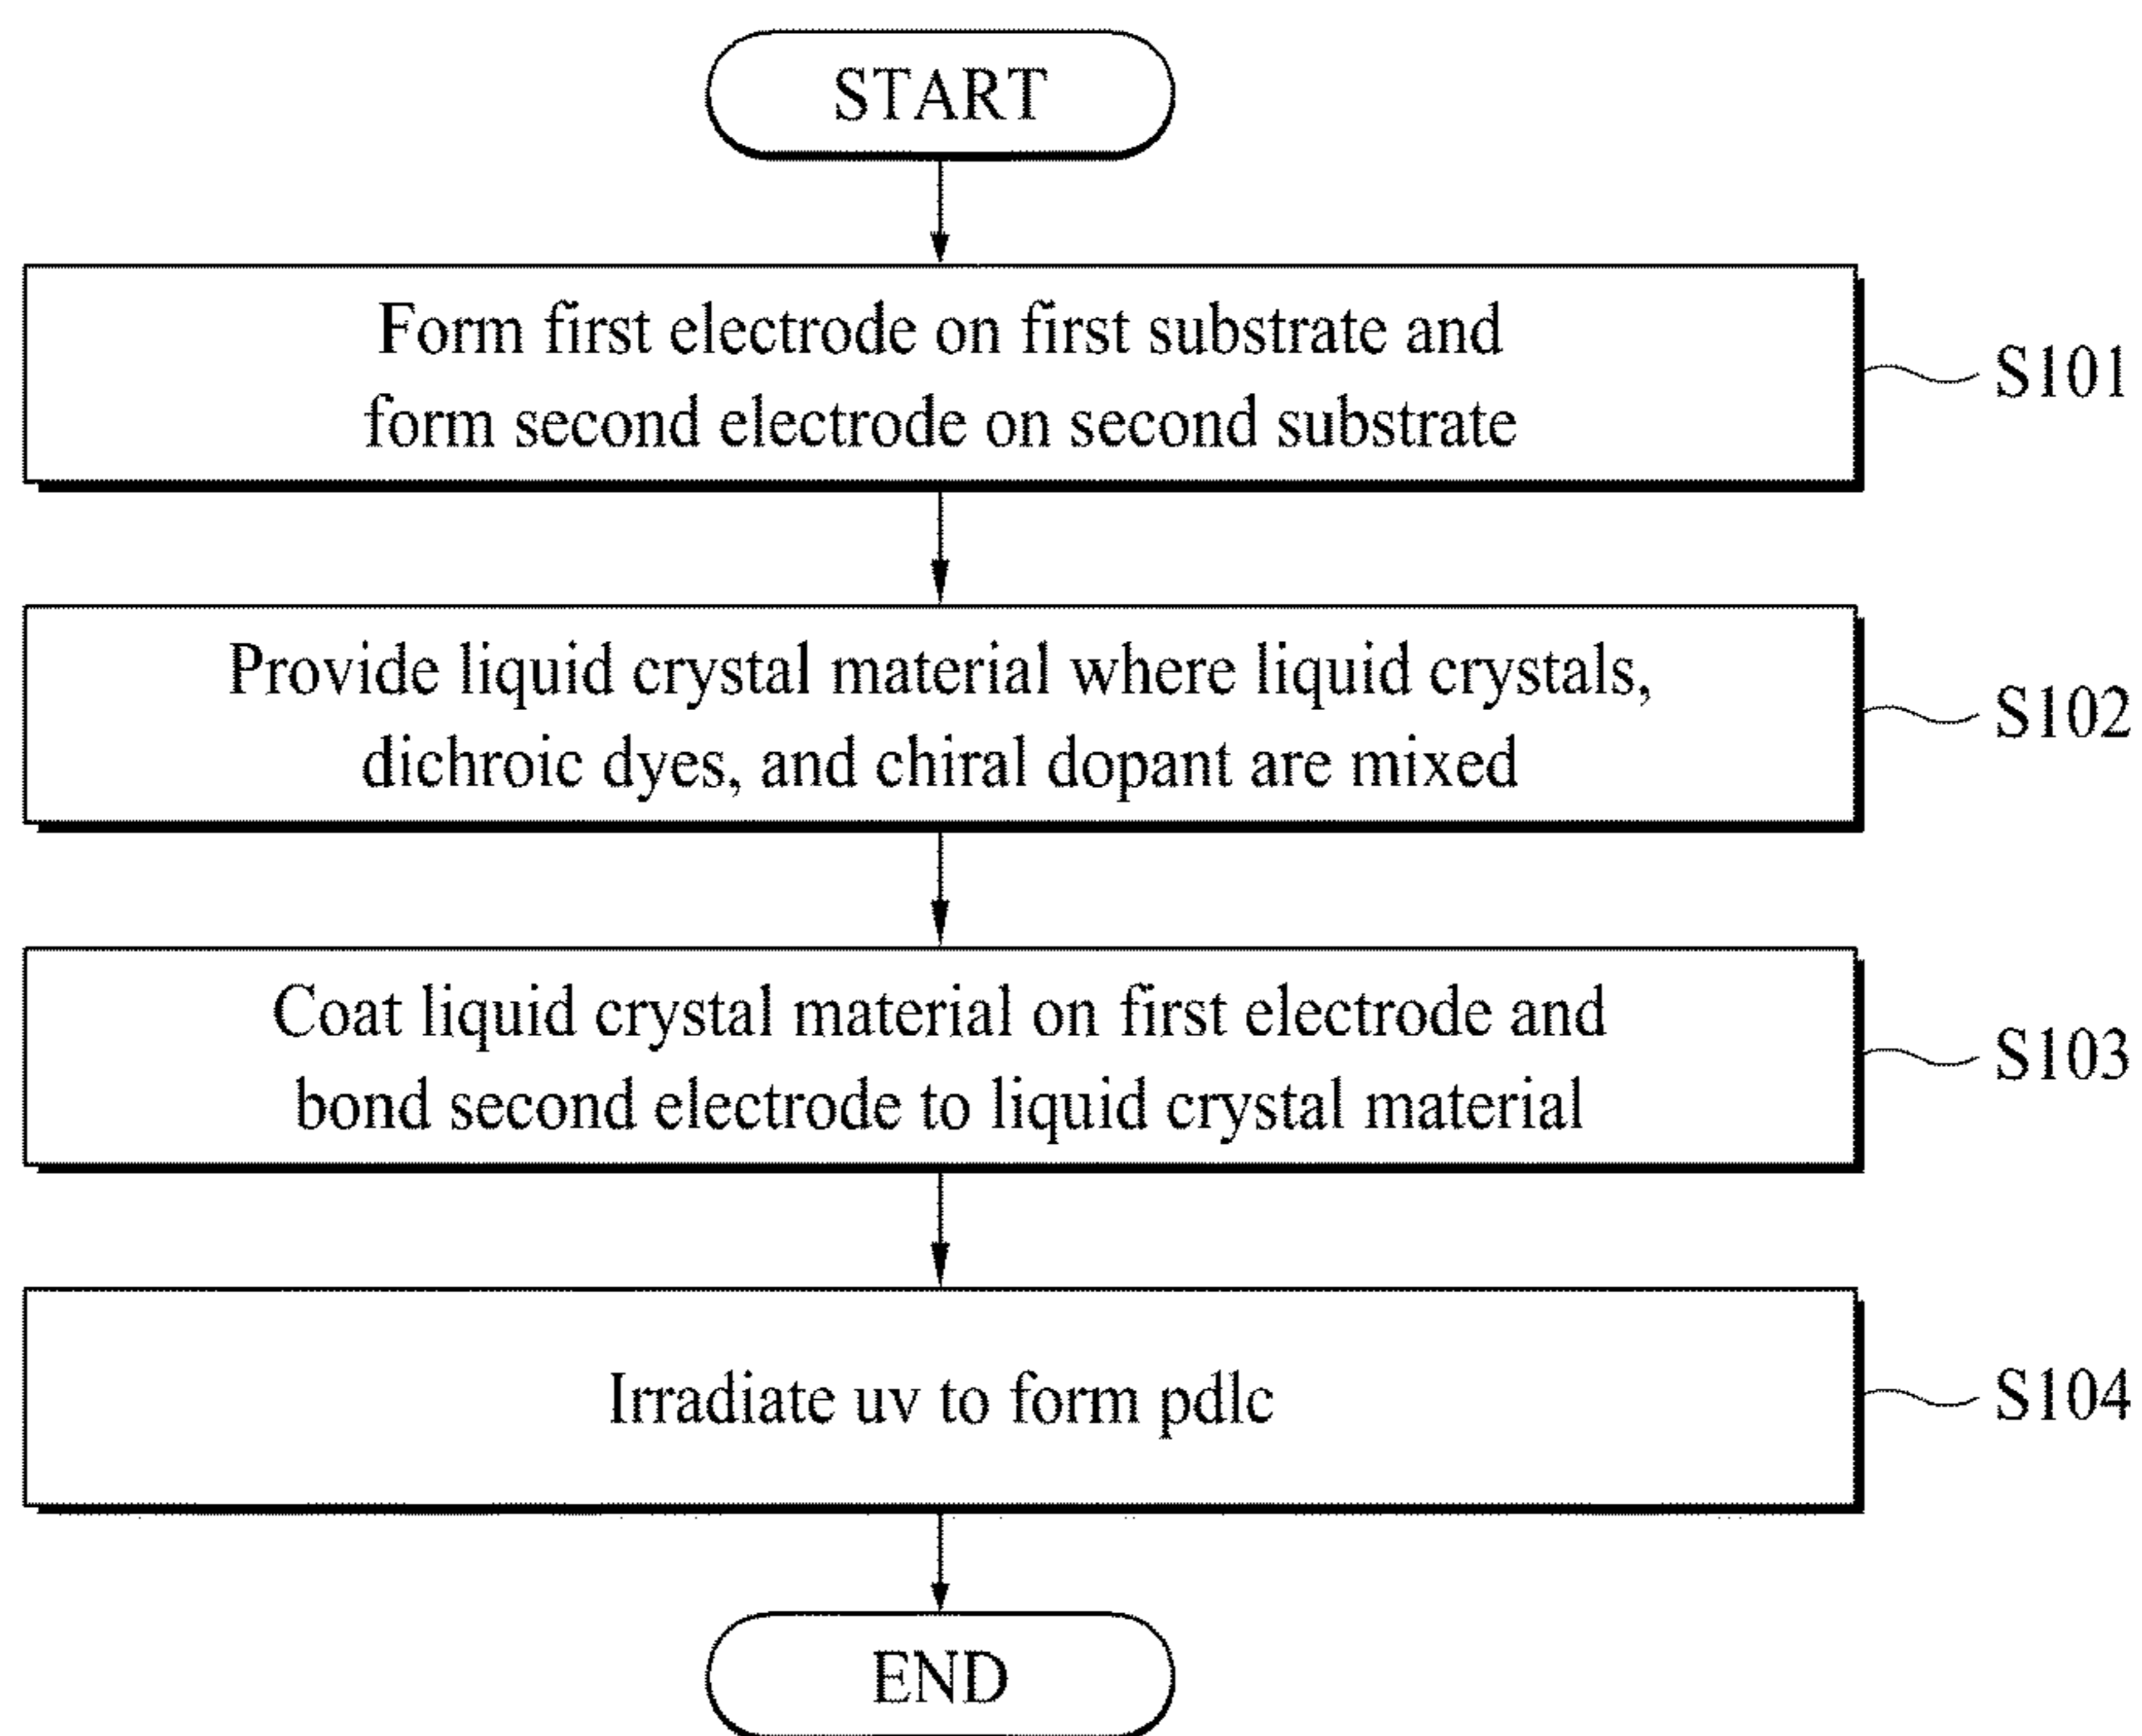 START
Form first electrode on first substrate and
form second electrode on second substrate
S101
Provide liquid crystal material where liquid crystals,
dichroic dyes, and chiral dopant are mixed
S102
Coat liquid crystal material on first electrode and
bond second electrode to liquid crystal material
S103
Irradiate uv to form pdlc
S104
END